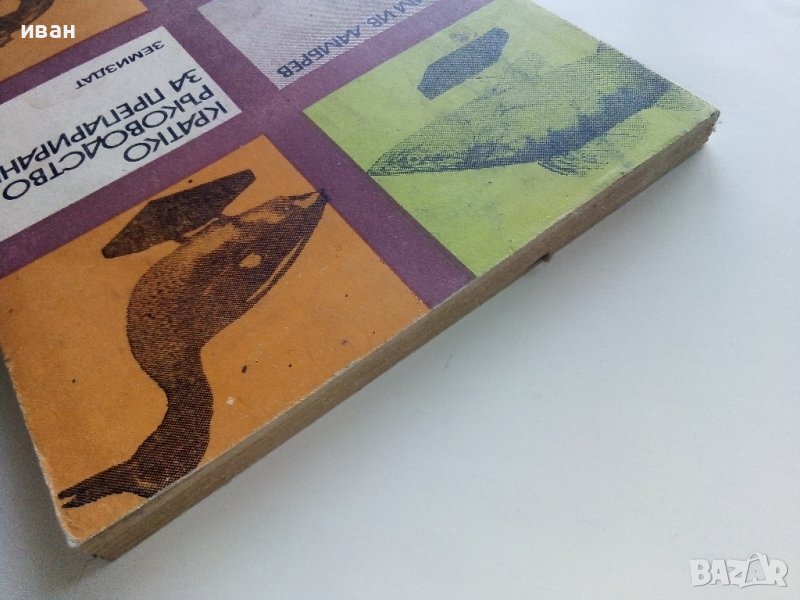 иван
КРАТКО
РЪКОВОДСТВО
ЗА ПРЕПАРИРАН
ЗЕМИЗДАТ
BAZAR